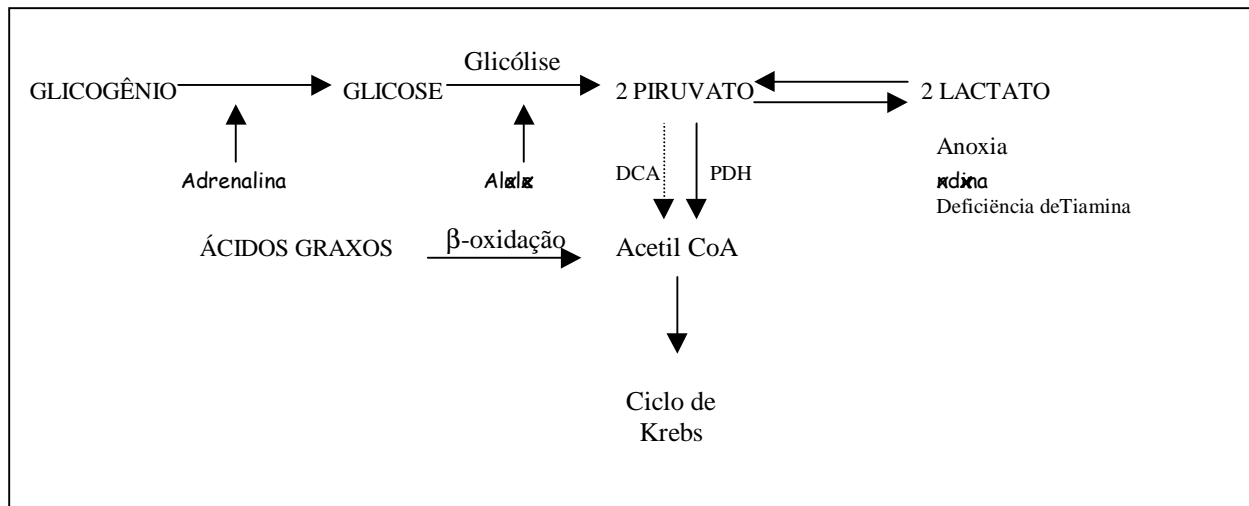 Glicólise
GLICOGÊNIO GLICOSE 2 PIRUVATO 2 LACTATO
Anoxia
DCA PDH
Adrenalina
Deficiëncia deTiamina
ÁCIDOS GRAXOS β-oxidação Acetil CoA
Ciclo de
Krebs